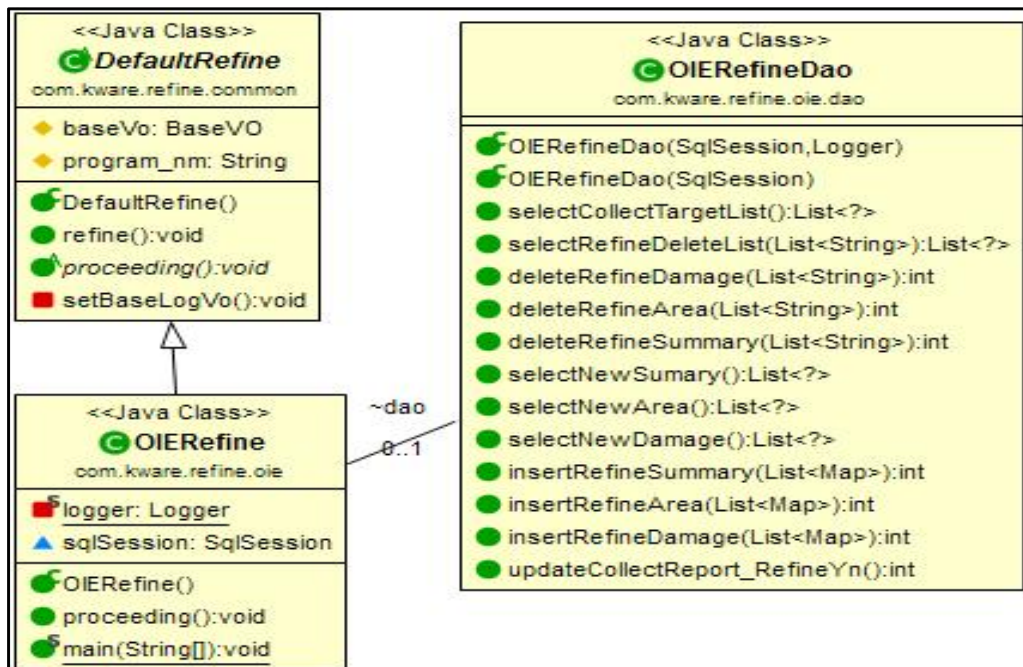 <<Java Class>>
DefaultRefine
com.kware.refine.common
baseVo: BaseVO
program_nm: String
DefaultRefine()
refine():void
proceeding():void
setBaseLogVo():void
<<Java Class>>
OIERefine
com.kware.refine.oie
logger: Logger
sqlSession: SqlSession
OIERefine()
proceeding():void
main(String[]):void
~dao
0..1
<<Java Class>>
OIERefineDao
com.kware.refine.oie.dao
OIERefineDao(SqlSession,Logger)
OIERefineDao(SqlSession)
selectCollectTargetList():List<?>
selectRefineDeleteList(List<String>):List<?>
deleteRefineDamage(List<String>):int
deleteRefineArea(List<String>):int
deleteRefineSummary(List<String>):int
selectNewSumary():List<?>
selectNewArea():List<?>
selectNewDamage():List<?>
insertRefineSummary(List<Map>):int
insertRefineArea(List<Map>):int
insertRefineDamage(List<Map>):int
updateCollectReport_RefineYn():int